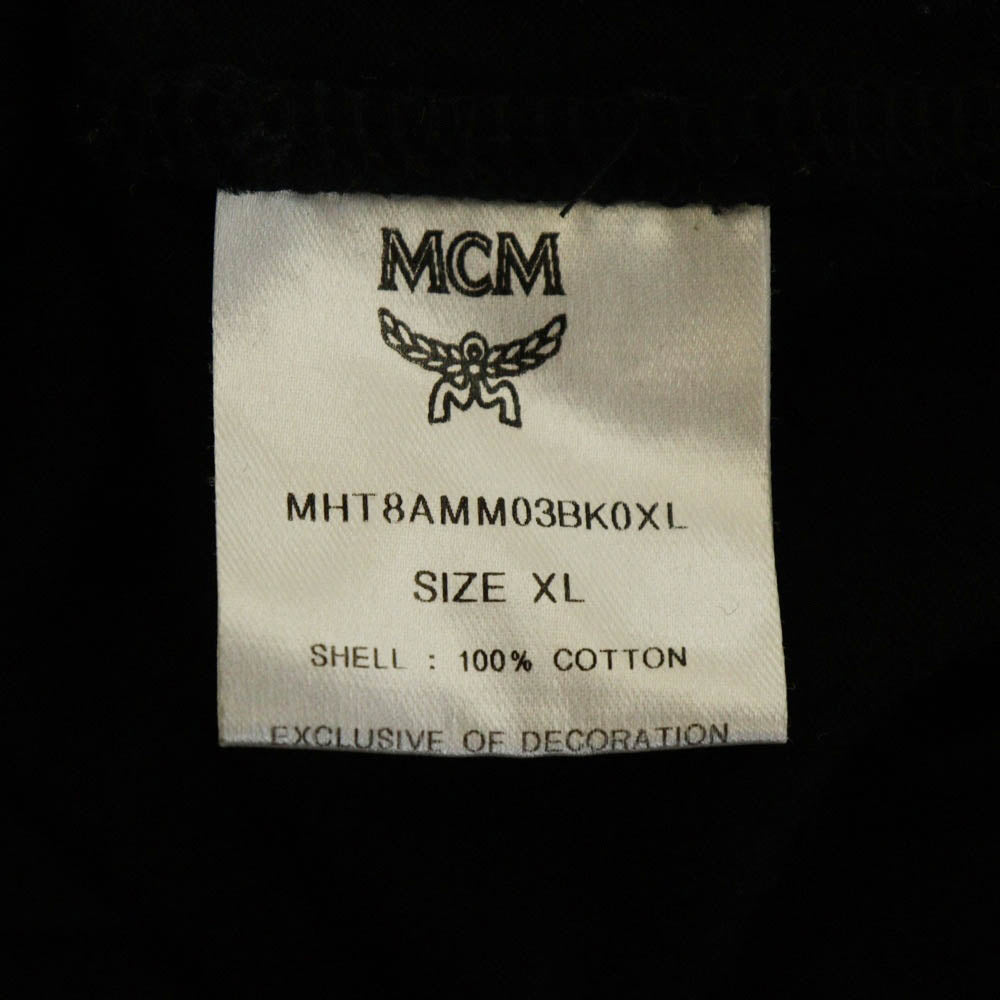 MCM
MHT8AMM03BK0XL
SIZE XL
SHELL : 100% COTTON
EXCLUSIVE OF DECORATION